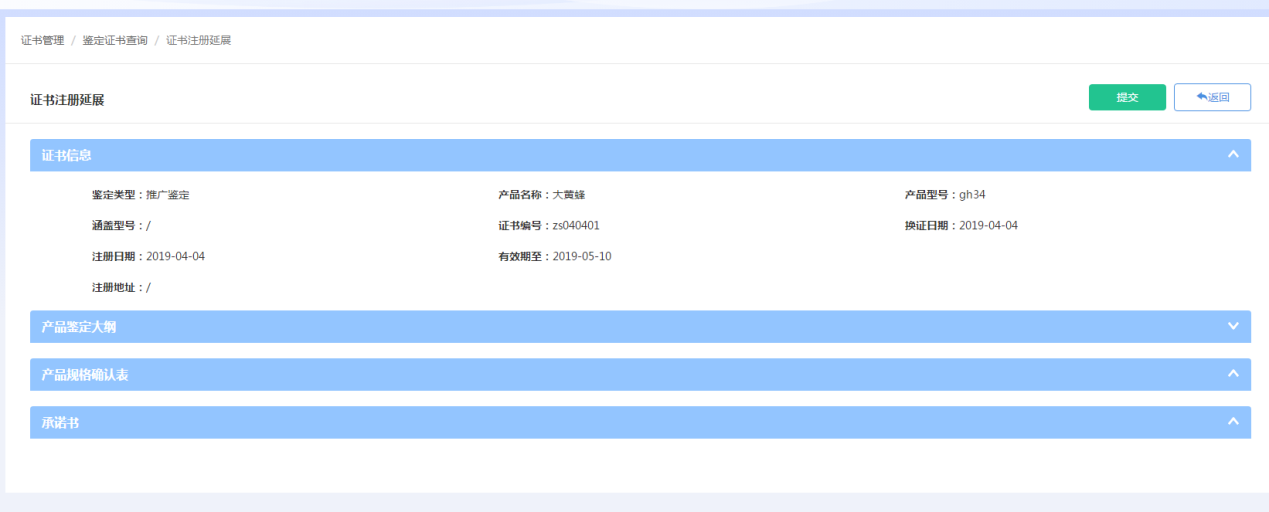 证书管理 / 鉴定证书查询 / 证书注册延展
证书注册延展 提交 返回
证书信息
鉴定类型：推广鉴定 产品名称：大黄蜂 产品型号：gh34
涵盖型号：/ 证书编号：zs040401 换证日期：2019-04-04
注册日期：2019-04-04 有效期至：2019-05-10
注册地址：/
产品鉴定大纲
产品规格确认表
承诺书